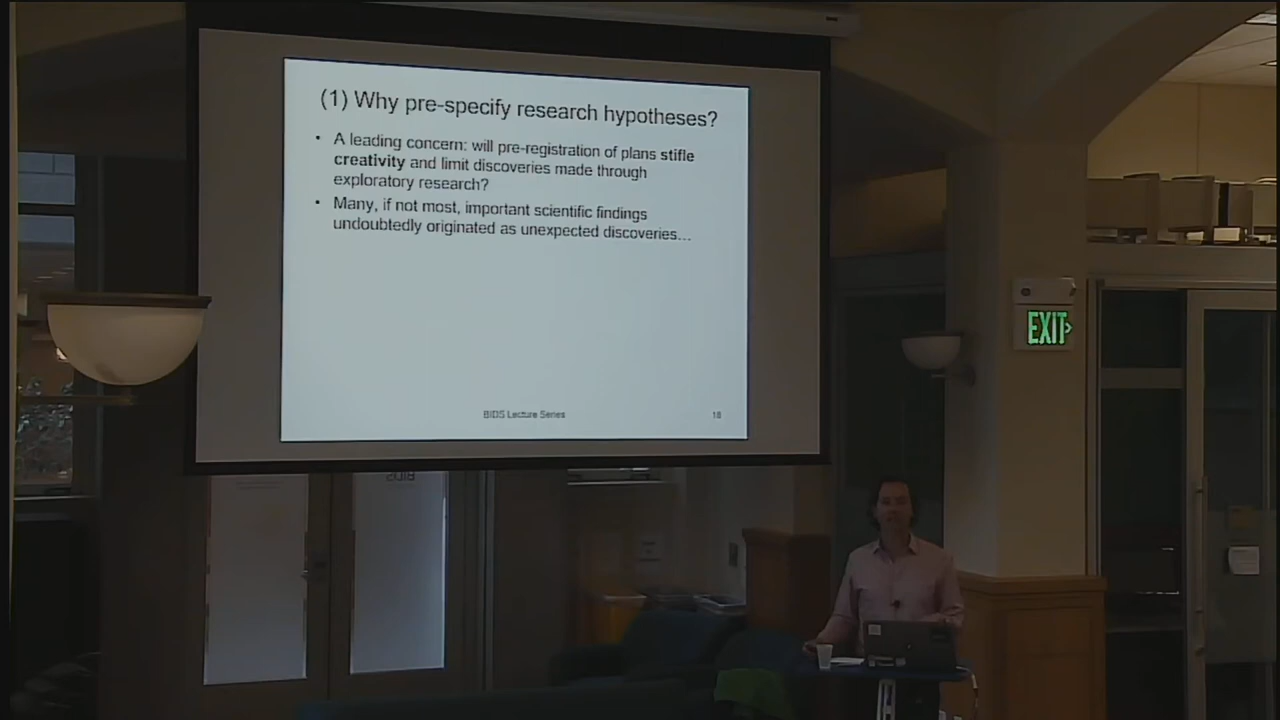 (1) Why pre-specify research hypotheses?
• A leading concern: will pre-registration of plans stifle
creativity and limit discoveries made through
exploratory research?
• Many, if not most, important scientific findings
undoubtedly originated as unexpected discoveries...
BIDS Lecture Series
18
EXIT